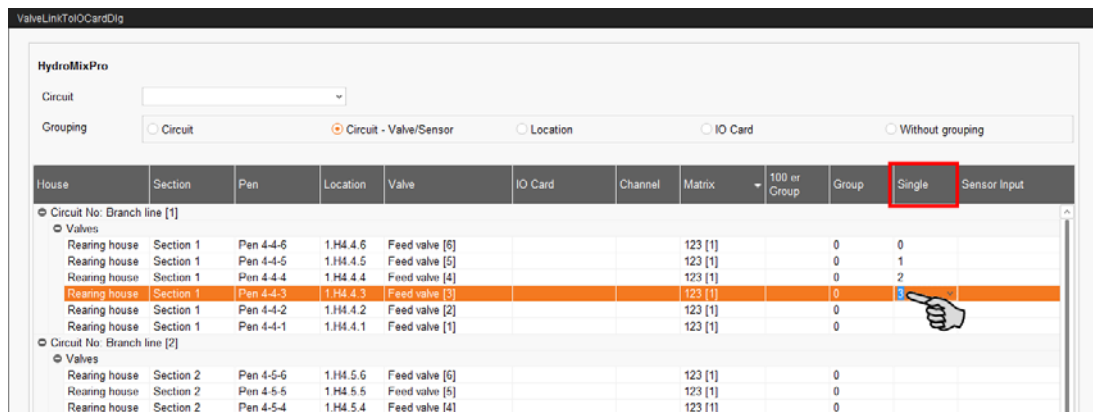 ValveLinkToIOCardDlg
HydroMixPro
Circuit
Grouping Circuit Circuit - Valve/Sensor Location IO Card Without grouping
House Section Pen Location Valve IO Card Channel Matrix 100 er Group Group Single Sensor Input
Circuit No: Branch line [1]
Valves
Rearing house Section 1 Pen 4-4-6 1.H4.4.6 Feed valve [6] 123 [1] 0 0
Rearing house Section 1 Pen 4-4-5 1.H4.4.5 Feed valve [5] 123 [1] 0 1
Rearing house Section 1 Pen 4-4-4 1.H4.4.4 Feed valve [4] 123 [1] 0 2
Rearing house Section 1 Pen 4-4-3 1.H4.4.3 Feed valve [3] 123 [1] 0 3
Rearing house Section 1 Pen 4-4-2 1.H4.4.2 Feed valve [2] 123 [1] 0
Rearing house Section 1 Pen 4-4-1 1.H4.4.1 Feed valve [1] 123 [1] 0
Circuit No: Branch line [2]
Valves
Rearing house Section 2 Pen 4-5-6 1.H4.5.6 Feed valve [6] 123 [1] 0
Rearing house Section 2 Pen 4-5-5 1.H4.5.5 Feed valve [5] 123 [1] 0
Rearing house Section 2 Pen 4-5-4 1.H4.5.4 Feed valve [4] 123 [1] 0